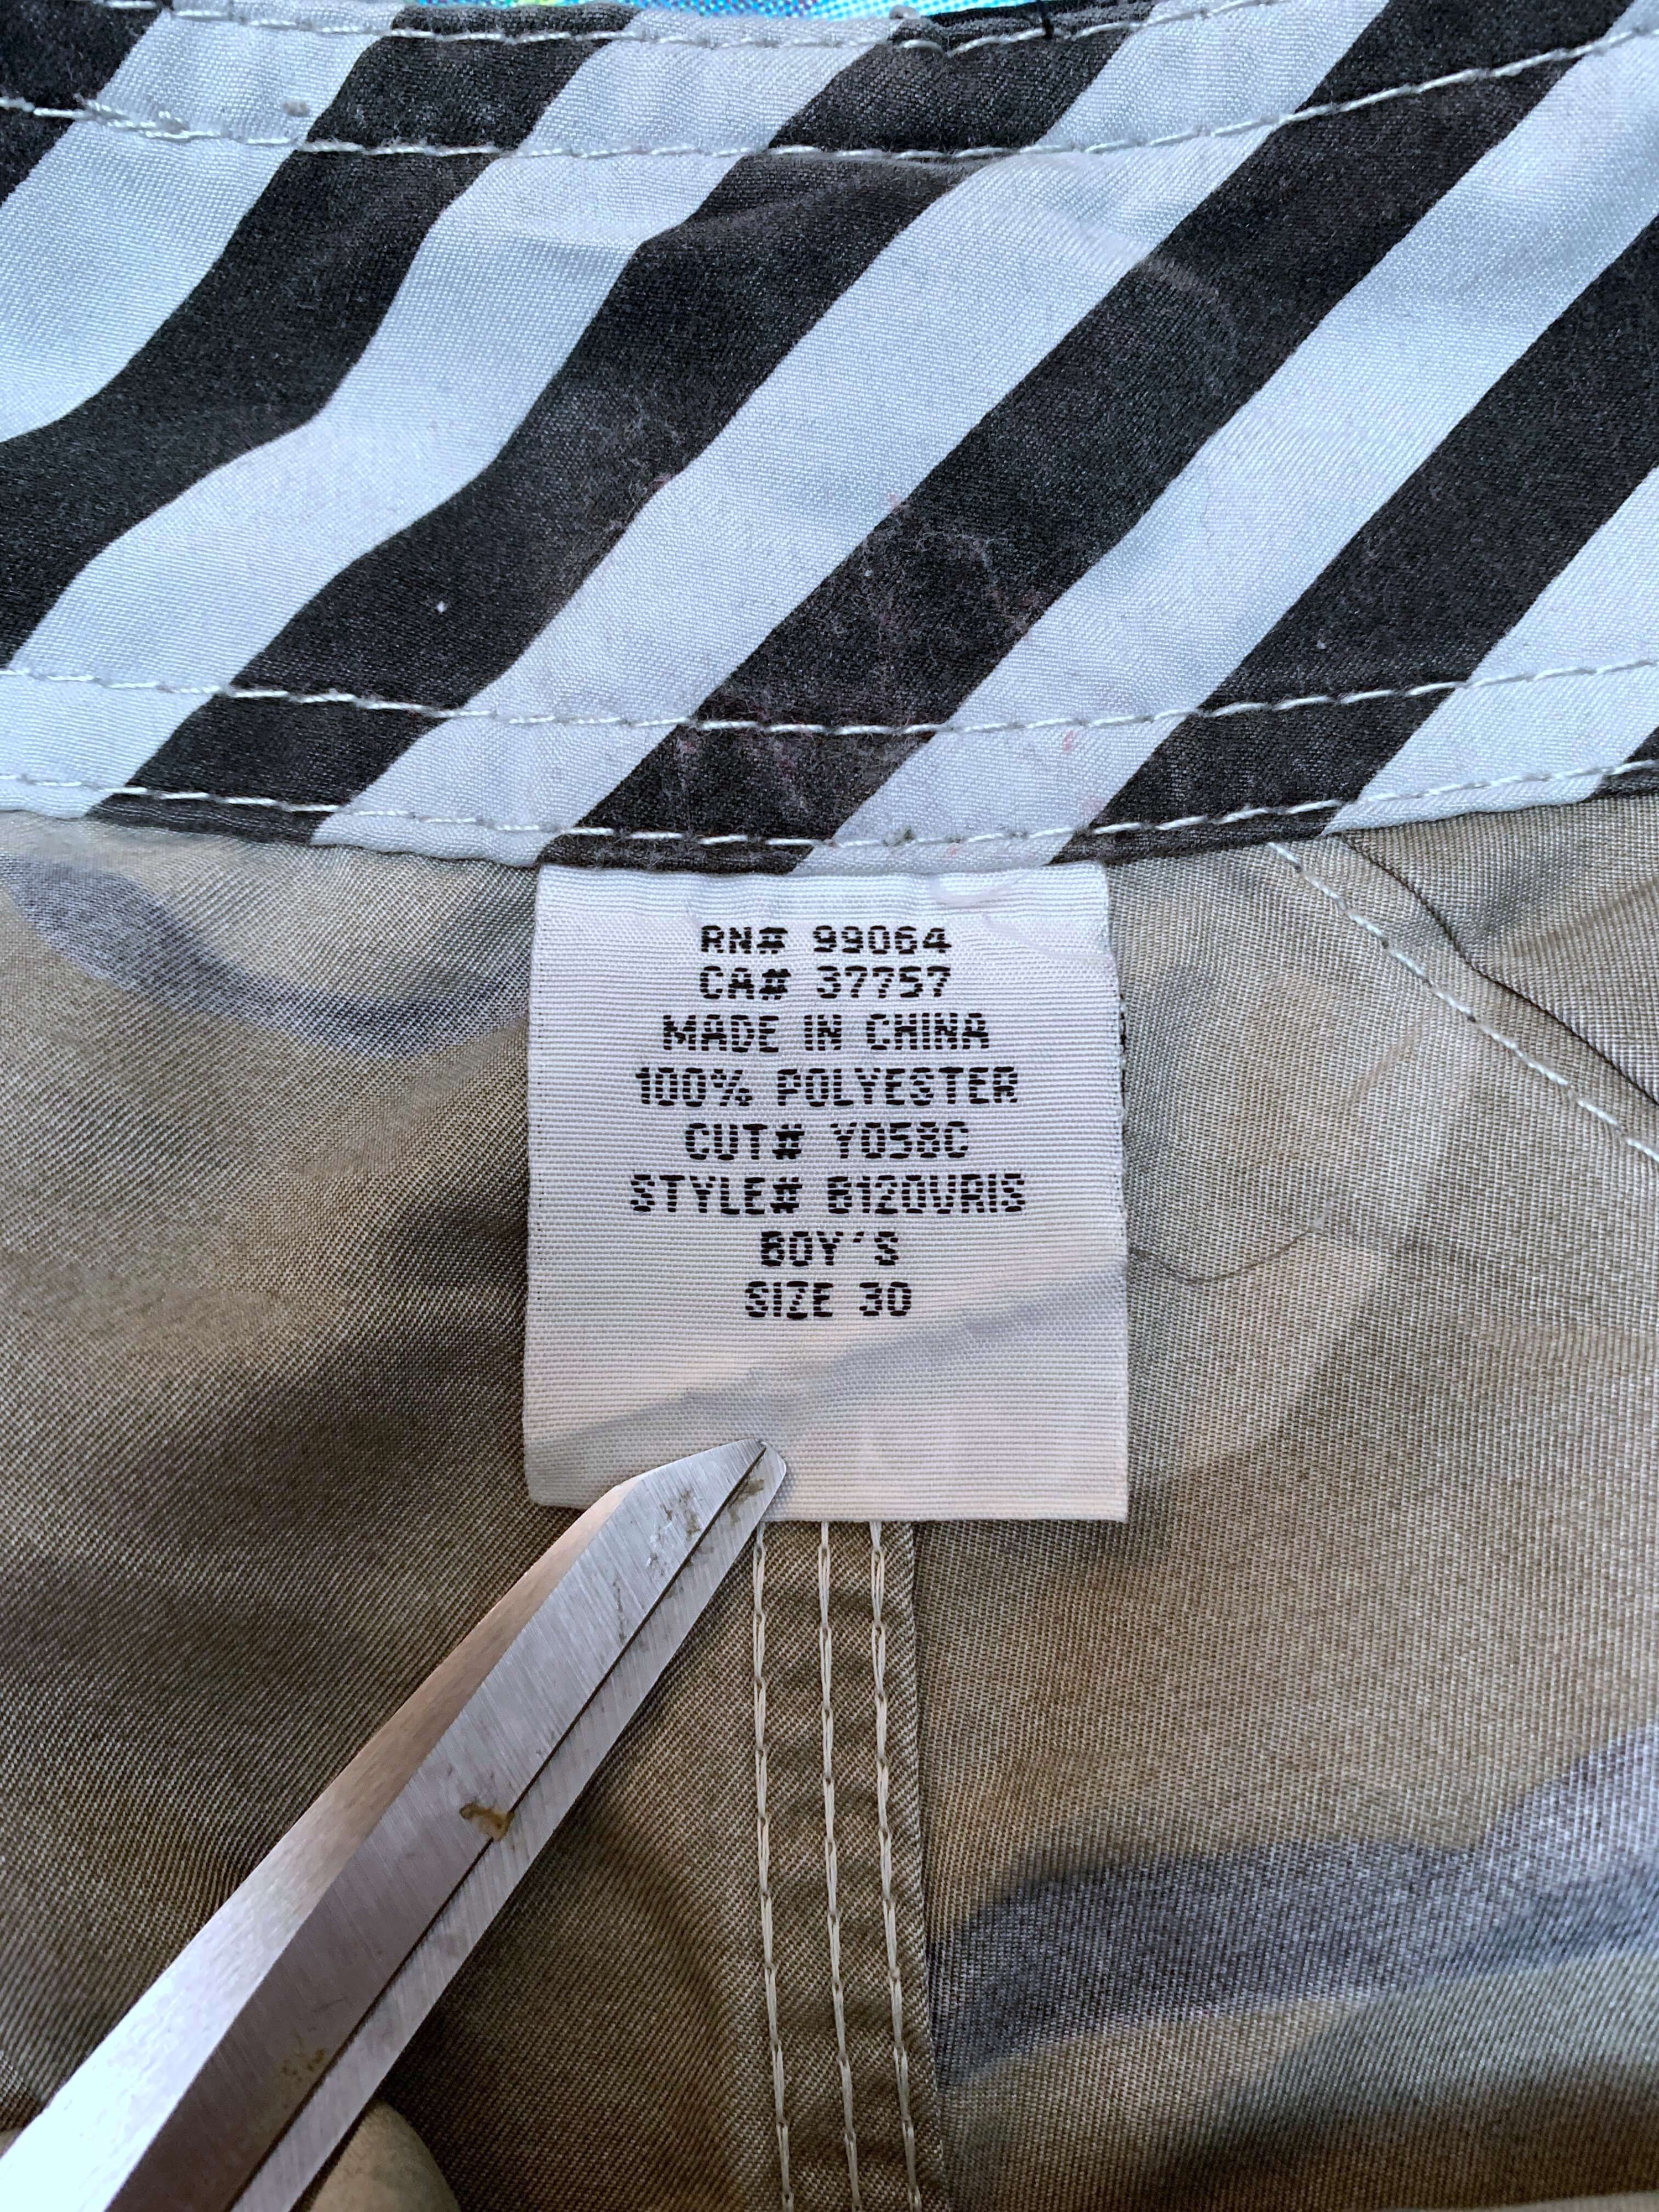 RN# 99064
CA# 37757
MADE IN CHINA
100% POLYESTER
CUT# Y058C
STYLE# B120URIS
BOY'S
SIZE 30